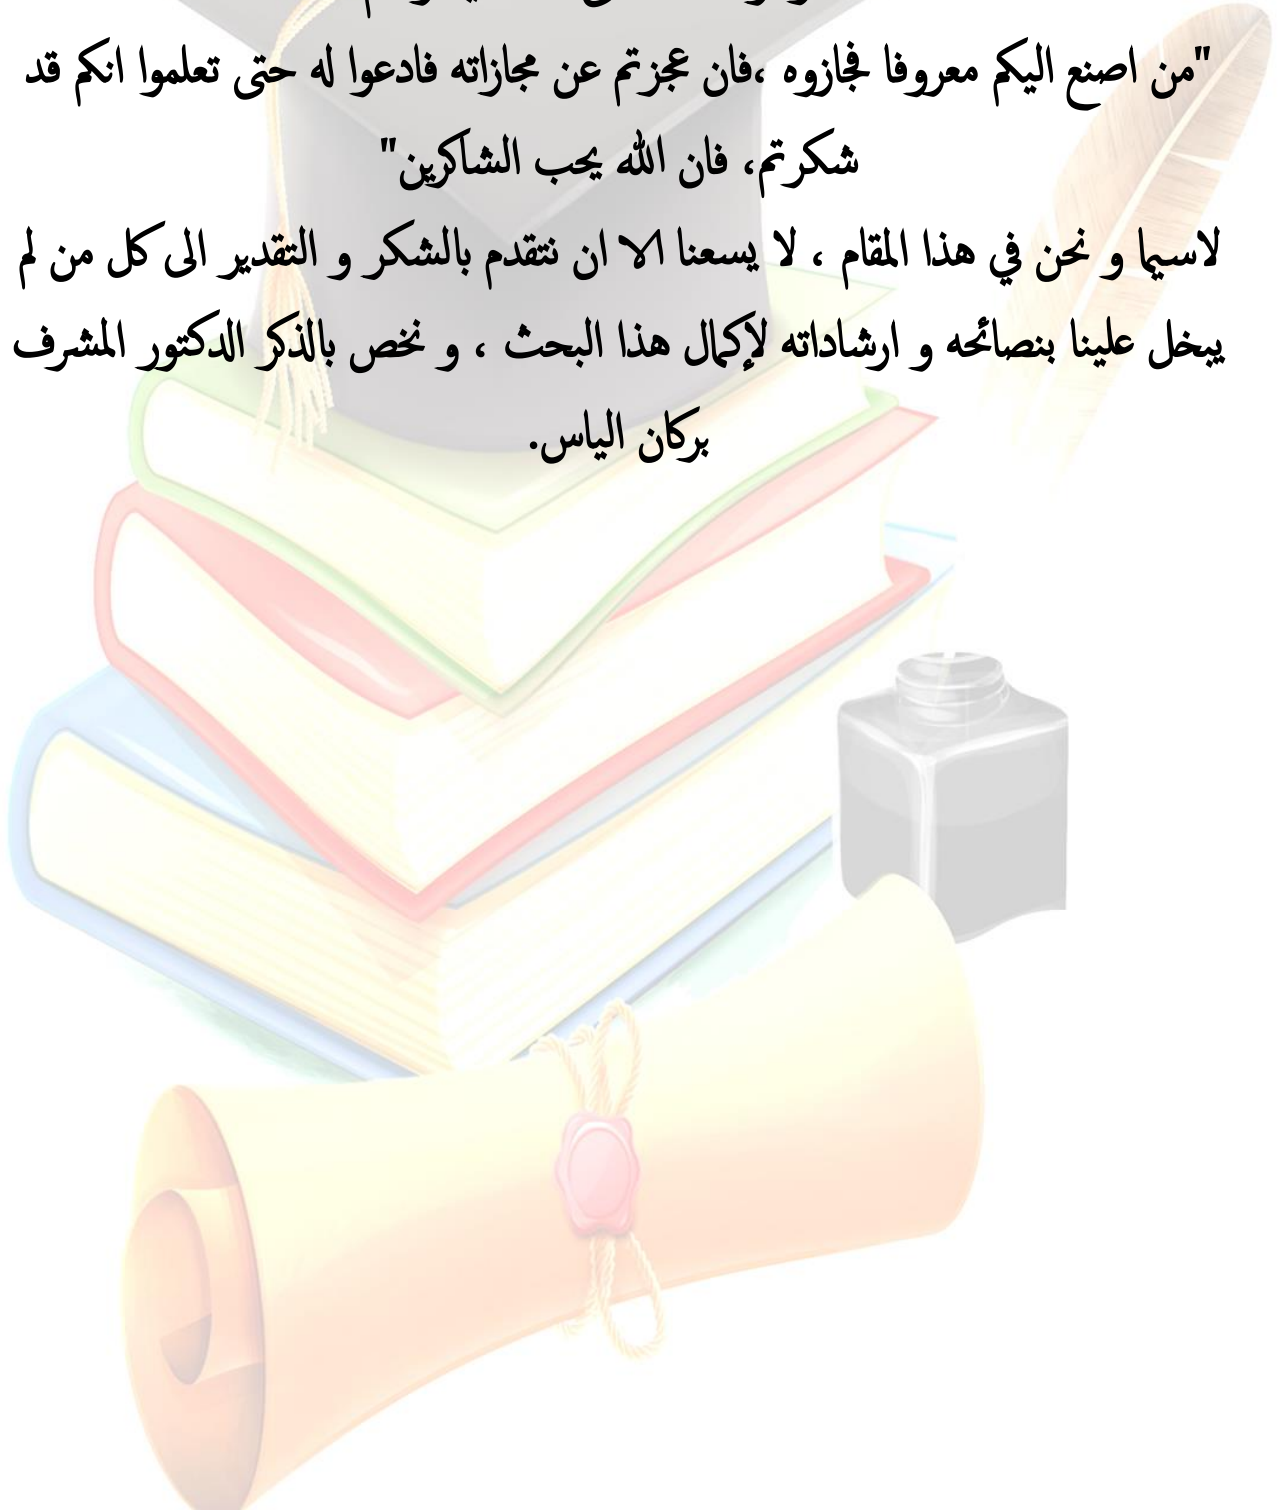 "من اصنع اليكم معروفا فجازوه ،فان عجزتم عن مجازاته فادعوا له حتى تعلموا انكم قد
شكرتم، فان الله يحب الشاكرين"
لاسيما و نحن في هذا المقام ، لا يسعنا الا ان نتقدم بالشكر و التقدير الى كل من لم
يبخل علينا بنصائحه و ارشاداته لإكمال هذا البحث ، و نخص بالذكر الدكتور المشرف
بركان الياس.